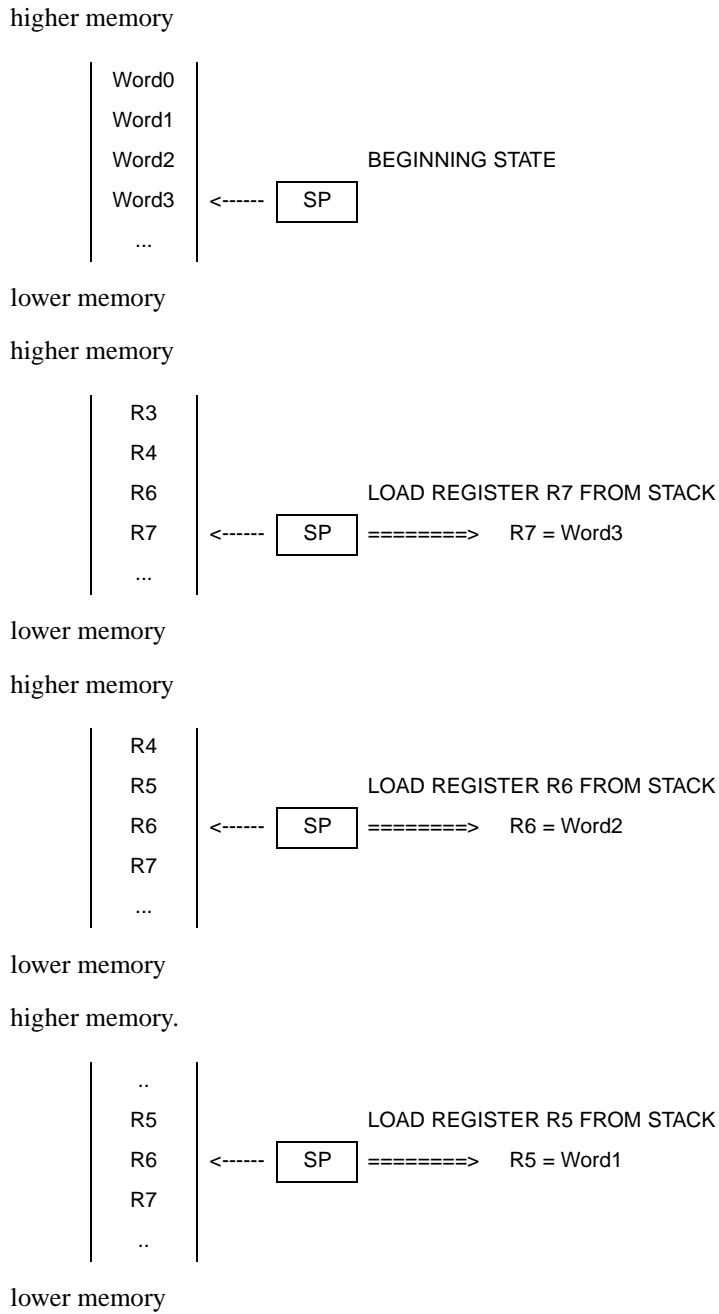 higher memory
Word0
Word1
Word2 BEGINNING STATE
Word3 <------ SP
...
lower memory
higher memory
R3
R4
R6 LOAD REGISTER R7 FROM STACK
R7 <------ SP ========> R7 = Word3
...
lower memory
higher memory
R4
R5 LOAD REGISTER R6 FROM STACK
R6 <------ SP ========> R6 = Word2
R7
...
lower memory
higher memory.
..
R5 LOAD REGISTER R5 FROM STACK
R6 <------ SP ========> R5 = Word1
R7
..
lower memory